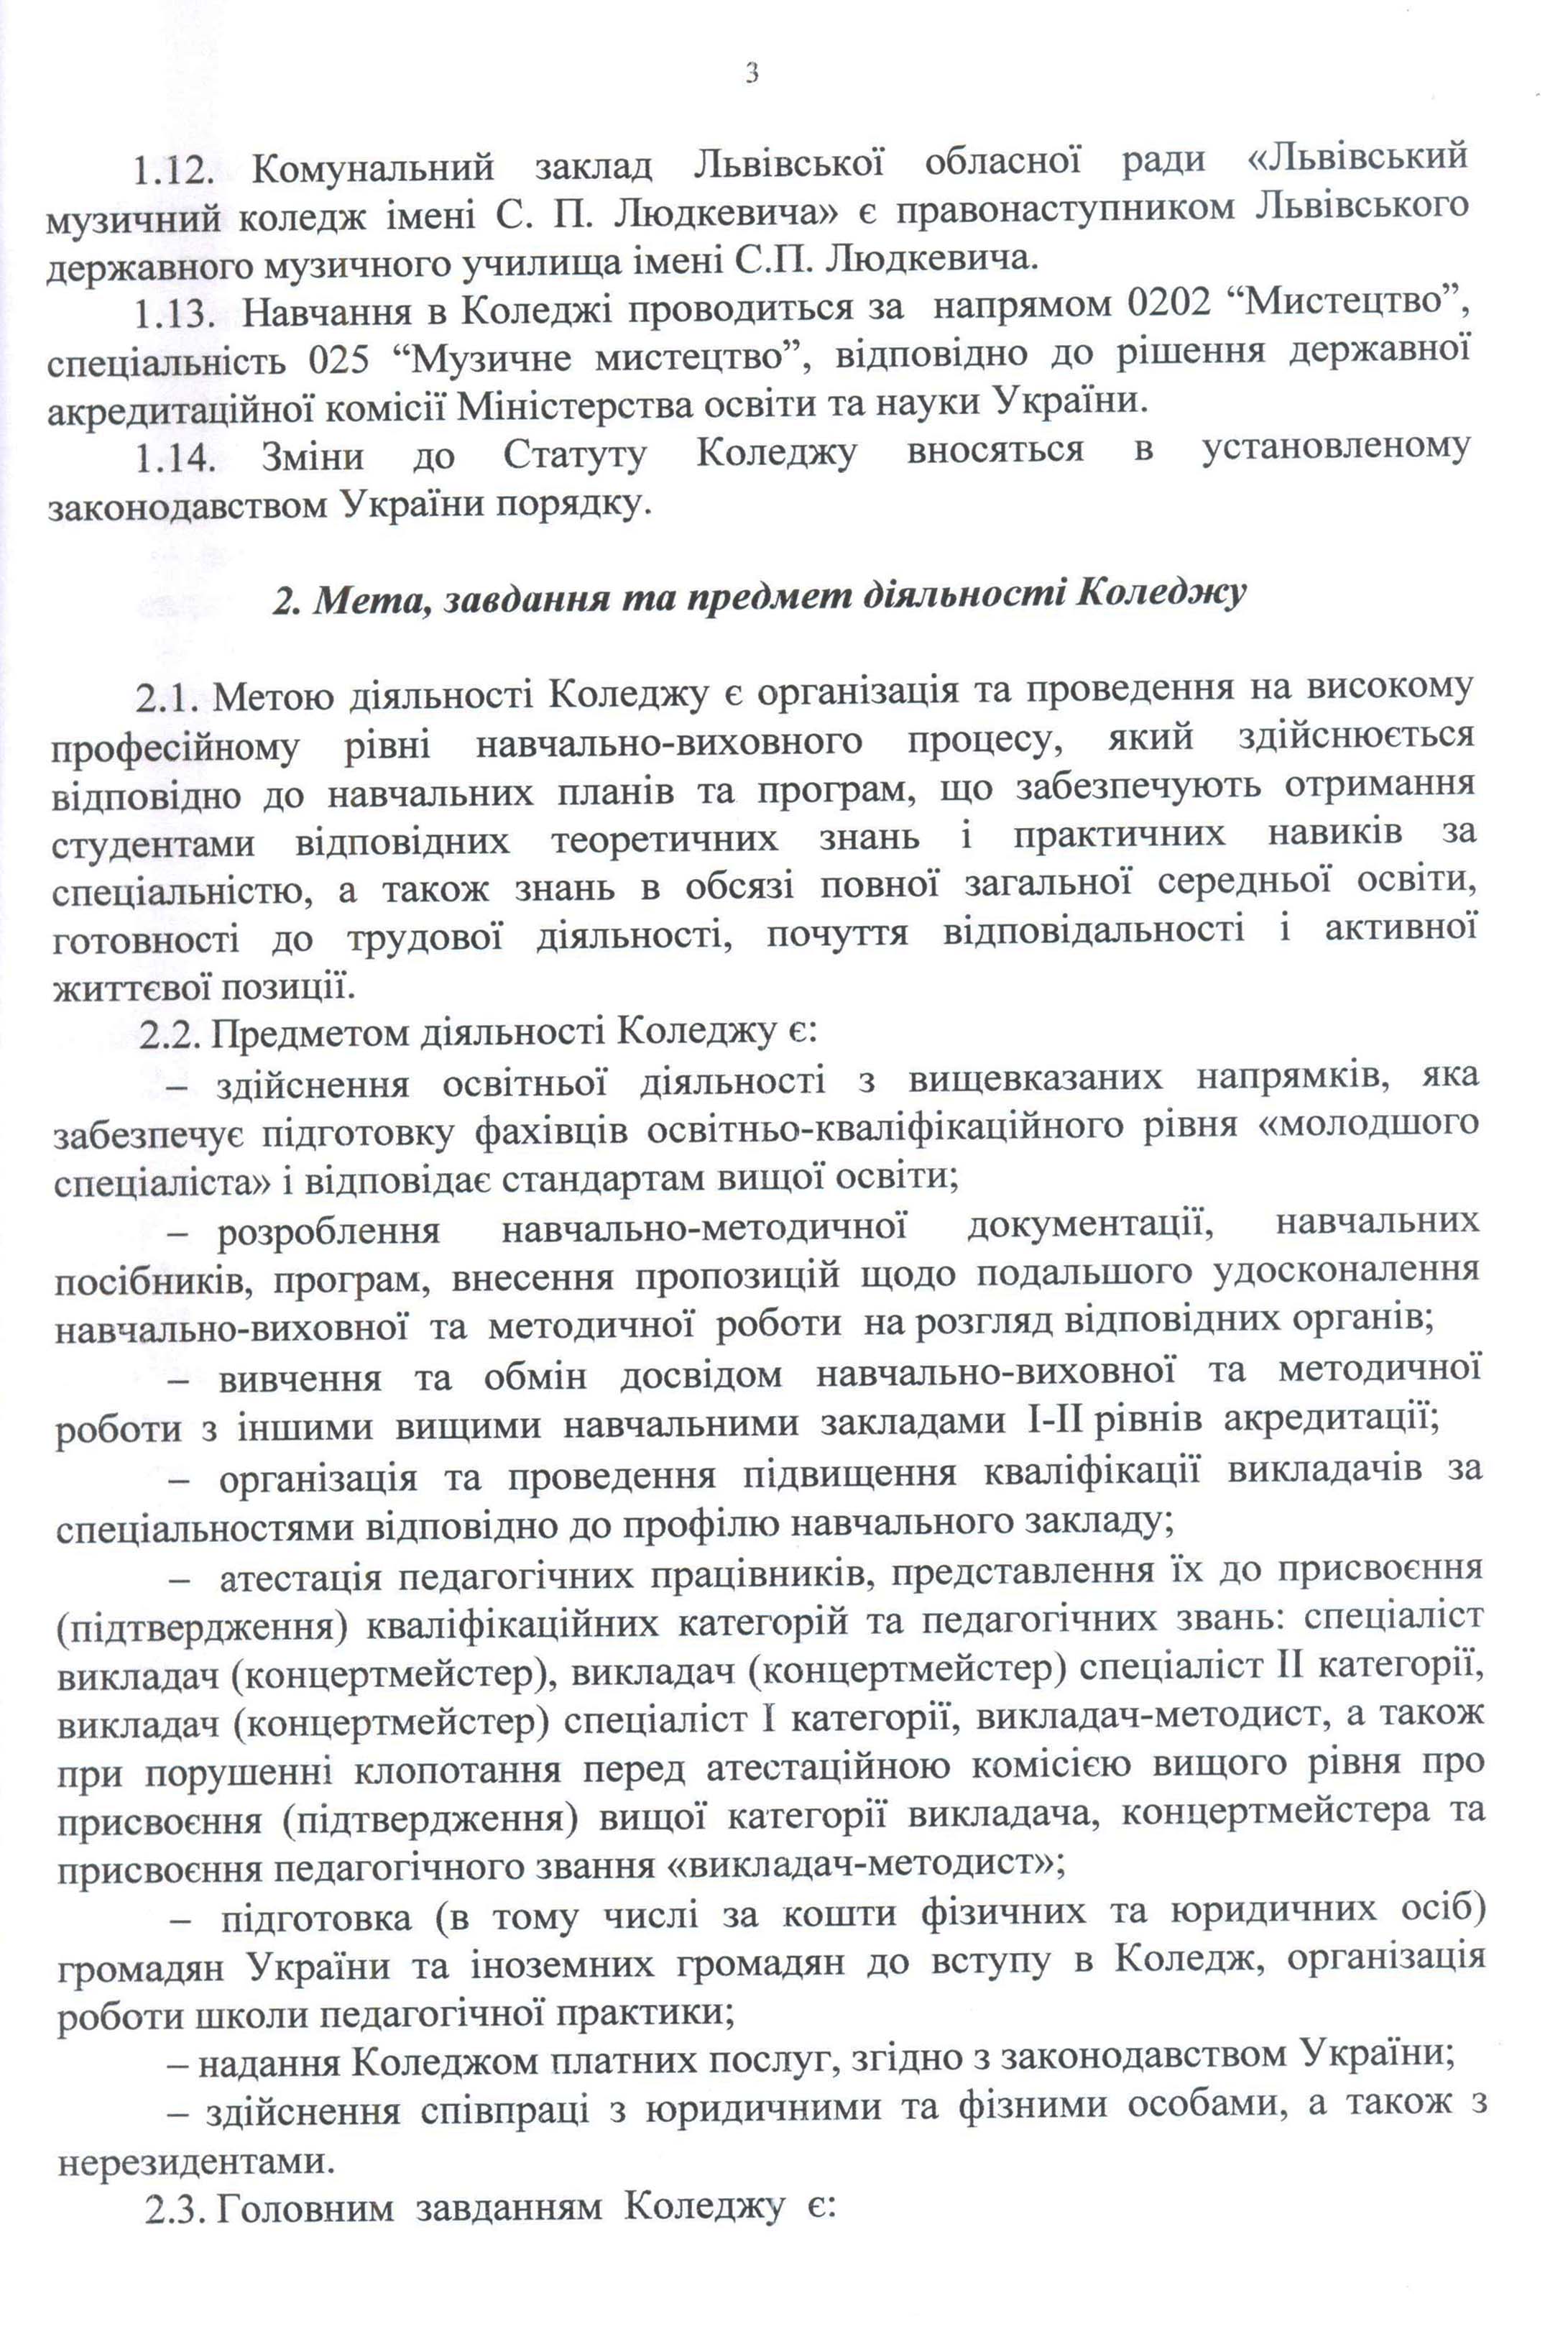 3
1.12. Комунальний заклад Львівської обласної ради «Львівський
музичний коледж імені С. П. Людкевича» є правонаступником Львівського
державного музичного училища імені С.П. Людкевича.
1.13. Навчання в Коледжі проводиться за напрямом 0202 “Мистецтво”,
спеціальність 025 “Музичне мистецтво”, відповідно до рішення державної
акредитаційної комісії Міністерства освіти та науки України.
1.14. Зміни до Статуту Коледжу вносяться в установленому
законодавством України порядку.
2. Мета, завдання та предмет діяльності Коледжу
2.1. Метою діяльності Коледжу є організація та проведення на високому
професійному рівні навчально-виховного процесу, який здійснюється
відповідно до навчальних планів та програм, що забезпечують отримання
студентами відповідних теоретичних знань і практичних навиків за
спеціальністю, а також знань в обсязі повної загальної середньої освіти,
готовності до трудової діяльності, почуття відповідальності і активної
життєвої позиції.
2.2. Предметом діяльності Коледжу є:
– здійснення освітньої діяльності з вищевказаних напрямків, яка
забезпечує підготовку фахівців освітньо-кваліфікаційного рівня «молодшого
спеціаліста» і відповідає стандартам вищої освіти;
– розроблення навчально-методичної документації, навчальних
посібників, програм, внесення пропозицій щодо подальшого удосконалення
навчально-виховної та методичної роботи на розгляд відповідних органів;
– вивчення та обмін досвідом навчально-виховної та методичної
роботи з іншими вищими навчальними закладами І-ІІ рівнів акредитації;
– організація та проведення підвищення кваліфікації викладачів за
спеціальностями відповідно до профілю навчального закладу;
– атестація педагогічних працівників, представлення їх до присвоєння
(підтвердження) кваліфікаційних категорій та педагогічних звань: спеціаліст
викладач (концертмейстер), викладач (концертмейстер) спеціаліст ІІ категорії,
викладач (концертмейстер) спеціаліст І категорії, викладач-методист, а також
при порушенні клопотання перед атестаційною комісією вищого рівня про
присвоєння (підтвердження) вищої категорії викладача, концертмейстера та
присвоєння педагогічного звання «викладач-методист»;
– підготовка (в тому числі за кошти фізичних та юридичних осіб)
громадян України та іноземних громадян до вступу в Коледж, організація
роботи школи педагогічної практики;
– надання Коледжом платних послуг, згідно з законодавством України;
– здійснення співпраці з юридичними та фізними особами, а також з
нерезидентами.
2.3. Головним завданням Коледжу є: